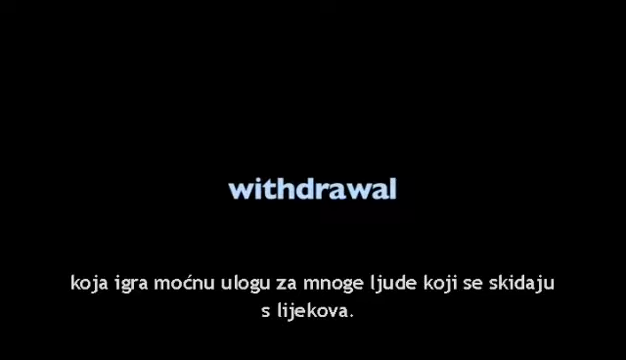 withdrawal
koja igra moćnu ulogu za mnoge ljude koji se skidaju
s lijekova.